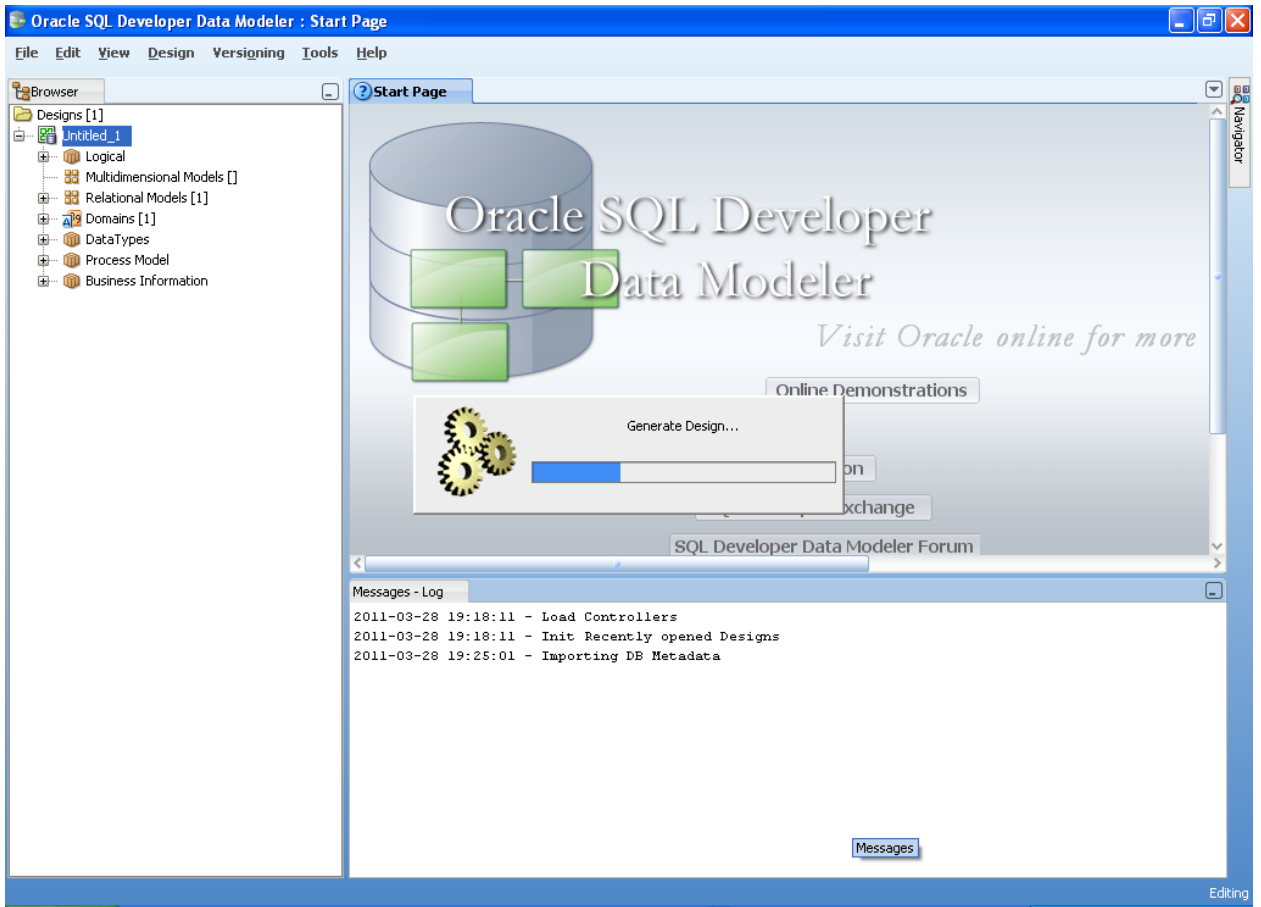 Oracle SQL Developer Data Modeler : Start Page
File Edit View Design Versioning Tools Help
Browser
Designs [1]
Untitled_1
Logical
Multidimensional Models []
Relational Models [1]
Domains [1]
DataTypes
Process Model
Business Information
Start Page
Oracle SQL Developer
Data Modeler
Visit Oracle online for more
Online Demonstrations
Generate Design...
on
xchange
SQL Developer Data Modeler Forum
Messages - Log
2011-03-28 19:18:11 - Load Controllers
2011-03-28 19:18:11 - Init Recently opened Designs
2011-03-28 19:25:01 - Importing DB Metadata
Messages
Navigator
Editing